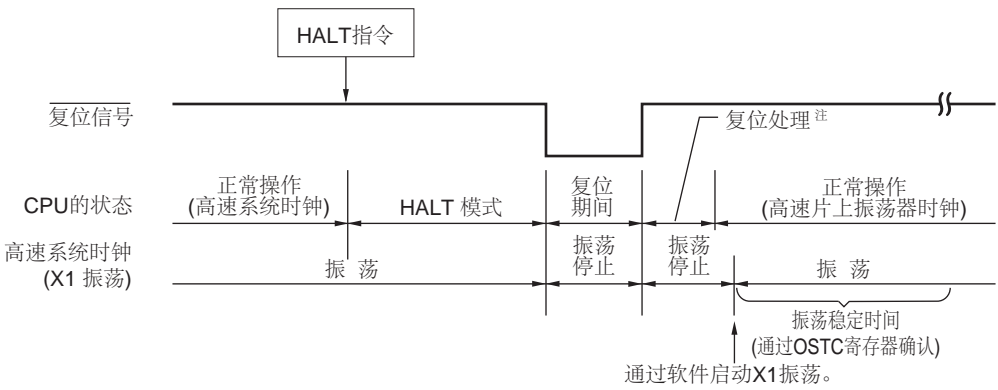 HALT指令
复位信号
复位处理注
CPU的状态
正常操作
(高速系统时钟)
HALT 模式
复位
期间
正常操作
(高速片上振荡器时钟)
高速系统时钟
(X1 振荡)
振 荡
振荡
停止
振荡
停止
振 荡
振荡稳定时间
(通过OSTC寄存器确认)
通过软件启动X1振荡。